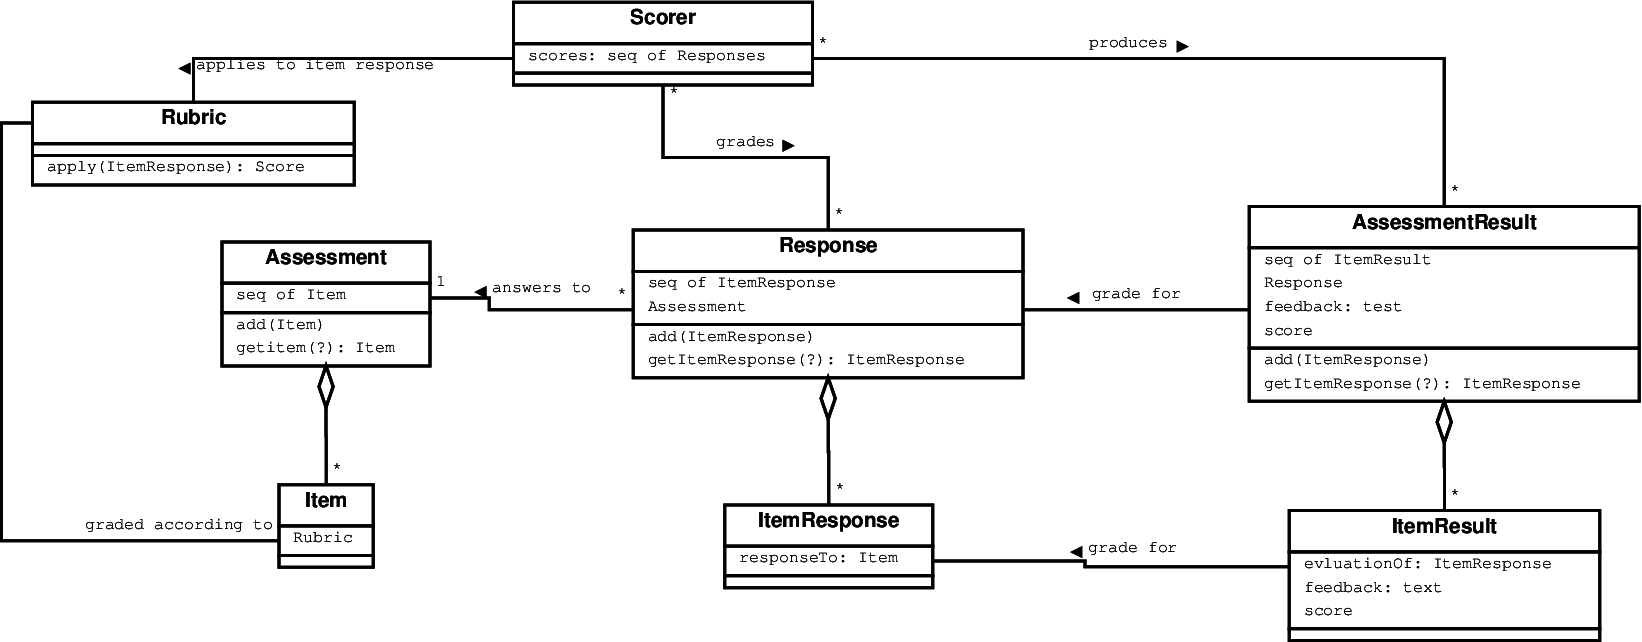 Scorer
scores: seq of Responses
*
produces ►
◄ applies to item response
*
Rubric
apply(ItemResponse): Score
grades ►
*
*
Response
seq of ItemResponse
Assessment
add(ItemResponse)
getItemResponse(?): ItemResponse
AssessmentResult
seq of ItemResult
Response
feedback: test
score
add(ItemResponse)
getItemResponse(?): ItemResponse
Assessment
seq of Item
add(Item)
getitem(?): Item
1
◄ answers to
*
◄ grade for
*
Item
Rubric
graded according to
*
ItemResponse
responseTo: Item
◄ grade for
*
ItemResult
evluationOf: ItemResponse
feedback: text
score